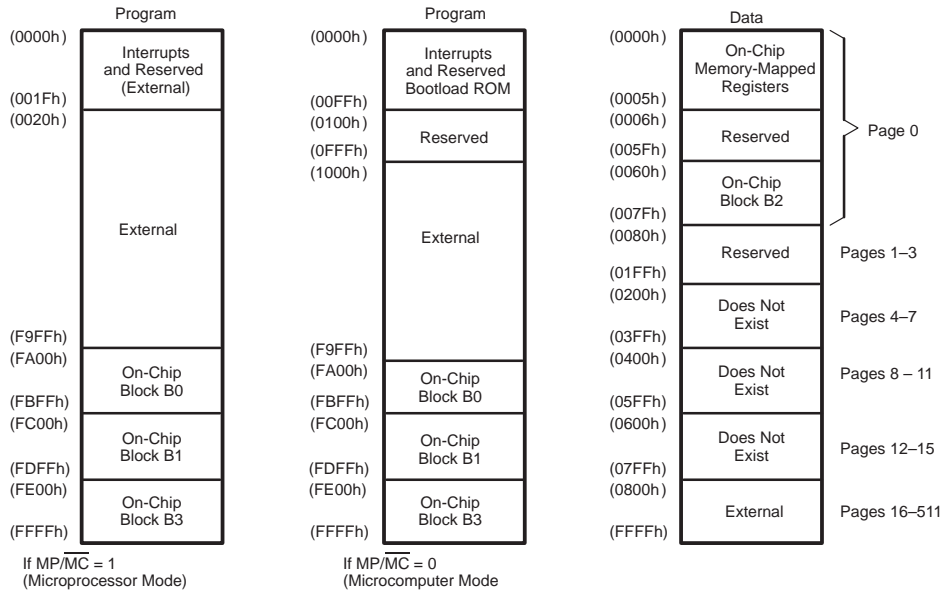 Program
(0000h)
Interrupts
and Reserved
(External)
(001Fh)
(0020h)
External
(F9FFh)
(FA00h)
On-Chip
Block B0
(FBFFh)
(FC00h)
On-Chip
Block B1
(FDFFh)
(FE00h)
On-Chip
Block B3
(FFFFh)
If MP/M̅C̅ = 1
(Microprocessor Mode)
Program
(0000h)
Interrupts
and Reserved
Bootload ROM
(00FFh)
(0100h)
Reserved
(0FFFh)
(1000h)
External
(F9FFh)
(FA00h)
On-Chip
Block B0
(FBFFh)
(FC00h)
On-Chip
Block B1
(FDFFh)
(FE00h)
On-Chip
Block B3
(FFFFh)
If MP/M̅C̅ = 0
(Microcomputer Mode
Data
(0000h)
On-Chip
Memory-Mapped
Registers
(0005h)
(0006h)
Reserved
(005Fh)
(0060h)
On-Chip
Block B2
(007Fh)
Page 0
(0080h)
Reserved
Pages 1–3
(01FFh)
(0200h)
Does Not
Exist
Pages 4–7
(03FFh)
(0400h)
Does Not
Exist
Pages 8 – 11
(05FFh)
(0600h)
Does Not
Exist
Pages 12–15
(07FFh)
(0800h)
External
Pages 16–511
(FFFFh)